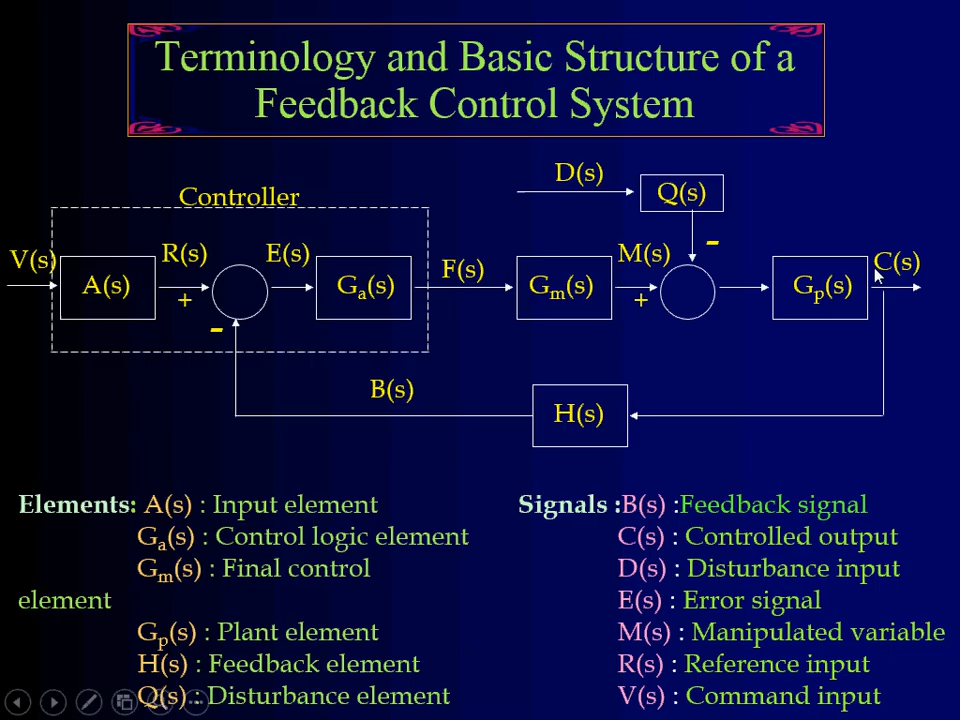 Terminology and Basic Structure of a
Feedback Control System
D(s)
Controller
Q(s)
V(s)
R(s)
E(s)
F(s)
M(s)
-
C(s)
A(s)
Ga(s)
Gm(s)
Gp(s)
+
+
-
B(s)
H(s)
Elements: A(s) : Input element
Ga(s) : Control logic element
Gm(s) : Final control
element
Gp(s) : Plant element
H(s) : Feedback element
Q(s) : Disturbance element
Signals :B(s) :Feedback signal
C(s) : Controlled output
D(s) : Disturbance input
E(s) : Error signal
M(s) : Manipulated variable
R(s) : Reference input
V(s) : Command input